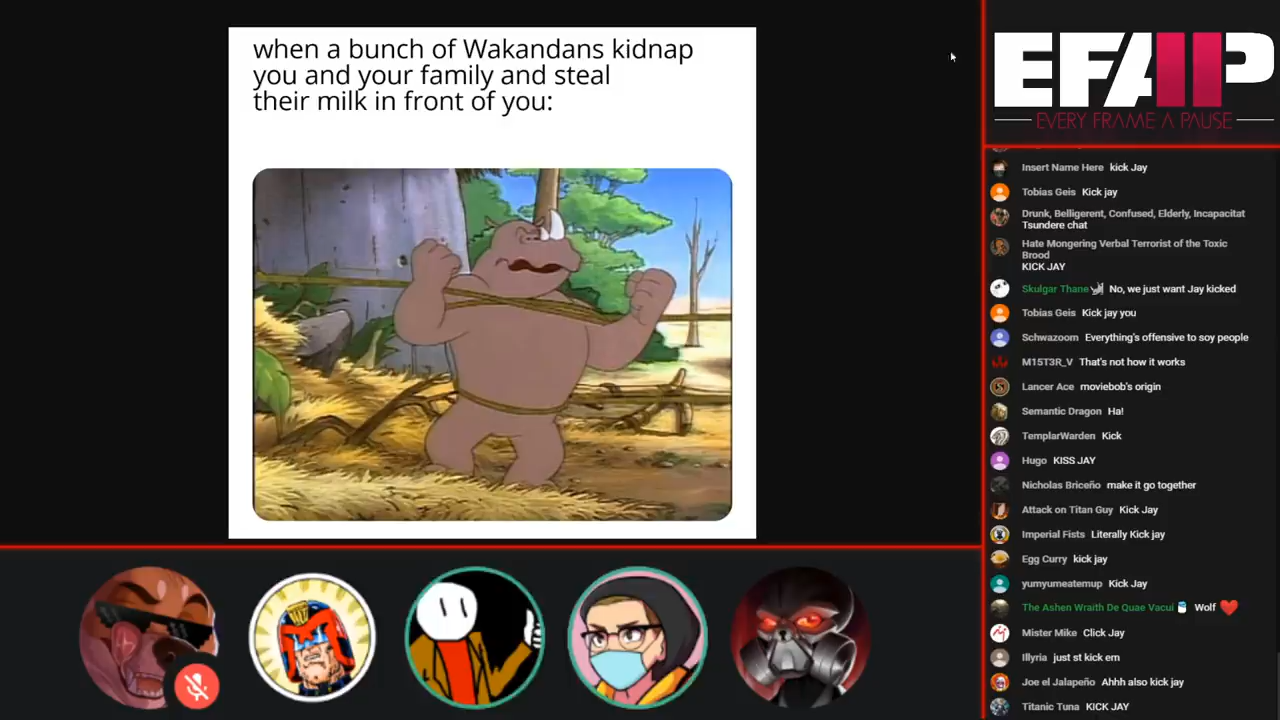 when a bunch of Wakandans kidnap
you and your family and steal
their milk in front of you:
EFAP
EVERY FRAME A PAUSE
Insert Name Here kick Jay
Tobias Geis Kick jay
Drunk, Belligerent, Confused, Elderly, Incapacitat
Tsundere chat
Hate Mongering Verbal Terrorist of the Toxic
Brood
KICK JAY
Skulgar Thane No, we just want Jay kicked
Tobias Geis Kick jay you
Schwazoom Everything's offensive to soy people
M15T3R_V That's not how it works
Lancer Ace moviebob's origin
Semantic Dragon Ha!
TemplarWarden Kick
Hugo KISS JAY
Nicholas Briceño make it go together
Attack on Titan Guy Kick Jay
Imperial Fists Literally Kick jay
Egg Curry kick jay
yumyumeatemup Kick Jay
The Ashen Wraith De Quae Vacui Wolf
Mister Mike Click Jay
Illyria just st kick em
Joe el Jalapeño Ahhh also kick jay
Titanic Tuna KICK JAY